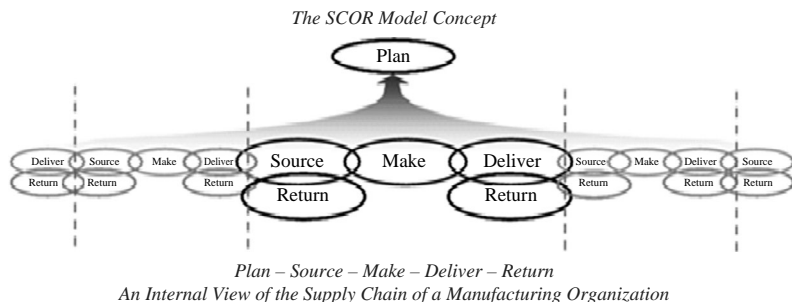 The SCOR Model Concept
Plan
Deliver Source Make Deliver Source Make Deliver Source Make Deliver Source
Return Return Return Return Return Return Return Return
Plan – Source – Make – Deliver – Return
An Internal View of the Supply Chain of a Manufacturing Organization